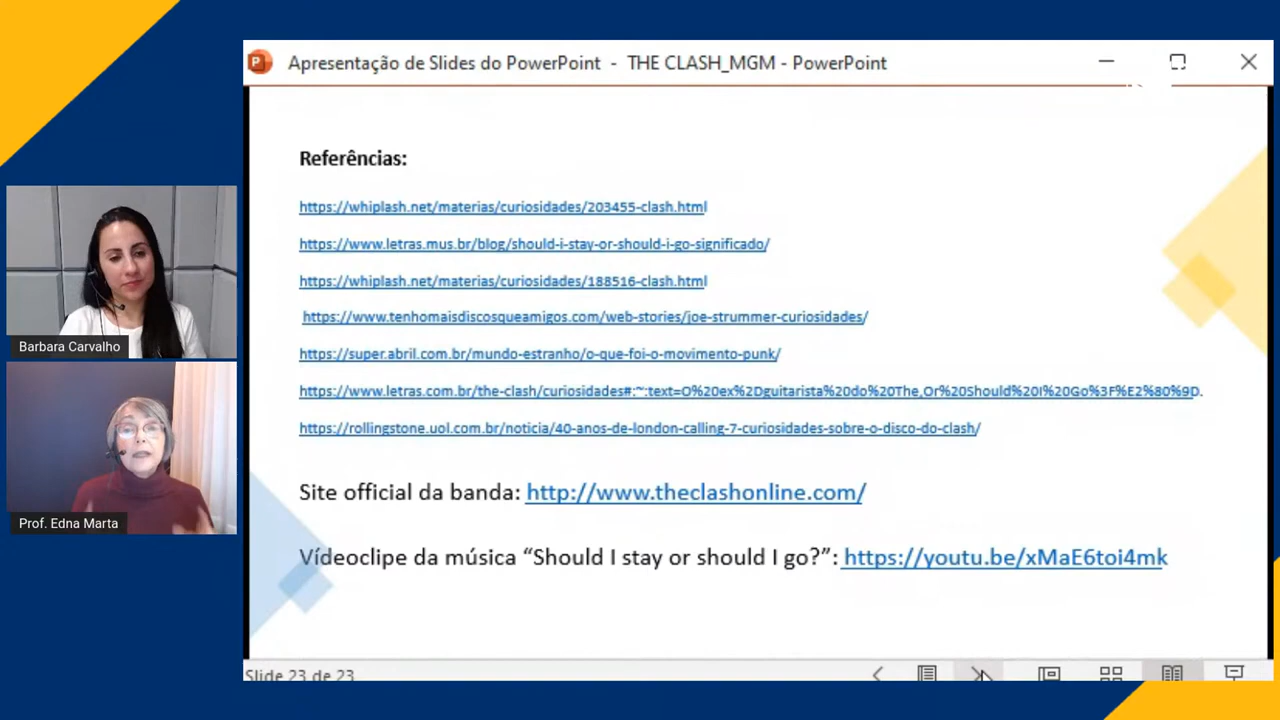 Apresentação de Slides do PowerPoint - THE CLASH_MGM - PowerPoint
Referências:
https://whiplash.net/materias/curiosidades/203455-clash.html
https://www.letras.mus.br/blog/should-i-stay-or-should-i-go-significado/
https://whiplash.net/materias/curiosidades/188516-clash.html
https://www.tenhomaisdiscosqueamigos.com/web-stories/joe-strummer-curiosidades/
https://super.abril.com.br/mundo-estranho/o-que-foi-o-movimento-punk/
https://www.letras.com.br/the-clash/curiosidades#:~:text=O%20ex%2Dguitarista%20do%20The,Or%20Should%20I%20Go%3F%E2%80%9D.
https://rollingstone.uol.com.br/noticia/40-anos-de-london-calling-7-curiosidades-sobre-o-disco-do-clash/
Site official da banda: http://www.theclashonline.com/
Vídeoclipe da música “Should I stay or should I go?”: https://youtu.be/xMaE6toi4mk
Slide 23 de 23
Barbara Carvalho
Prof. Edna Marta